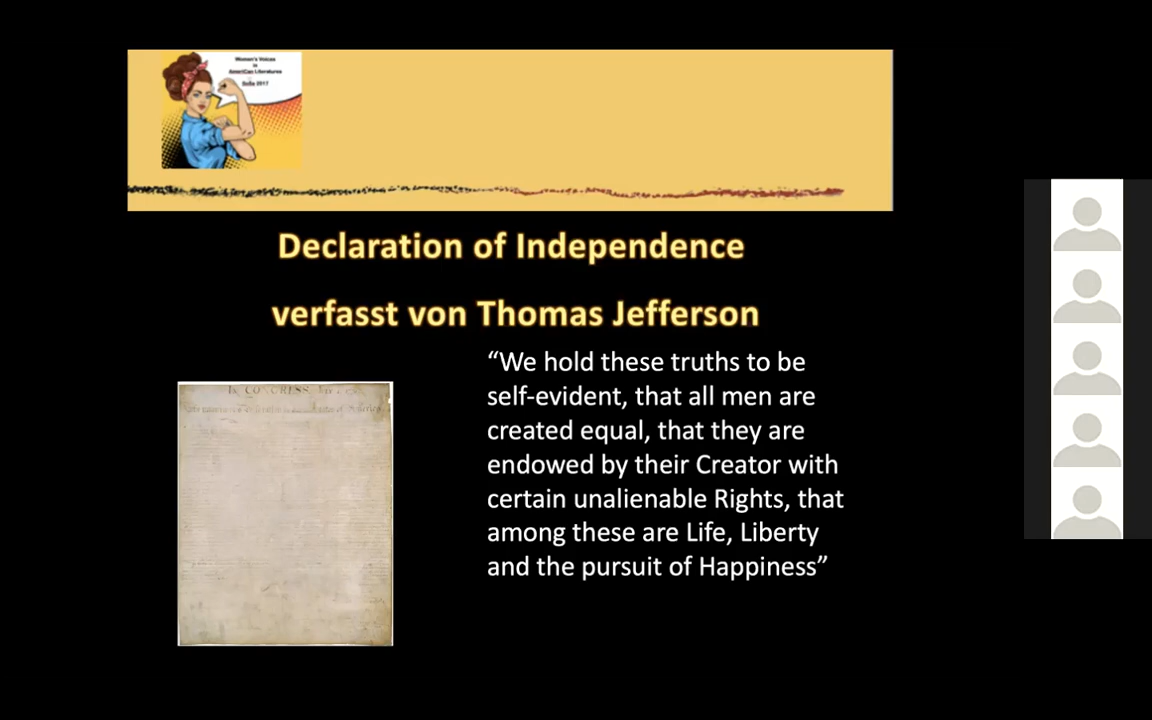 Women's Voices
in
AmeriCan Literatures
Sofia 2017
Declaration of Independence
verfasst von Thomas Jefferson
“We hold these truths to be
self-evident, that all men are
created equal, that they are
endowed by their Creator with
certain unalienable Rights, that
among these are Life, Liberty
and the pursuit of Happiness”
In CONGRESS,
of America,